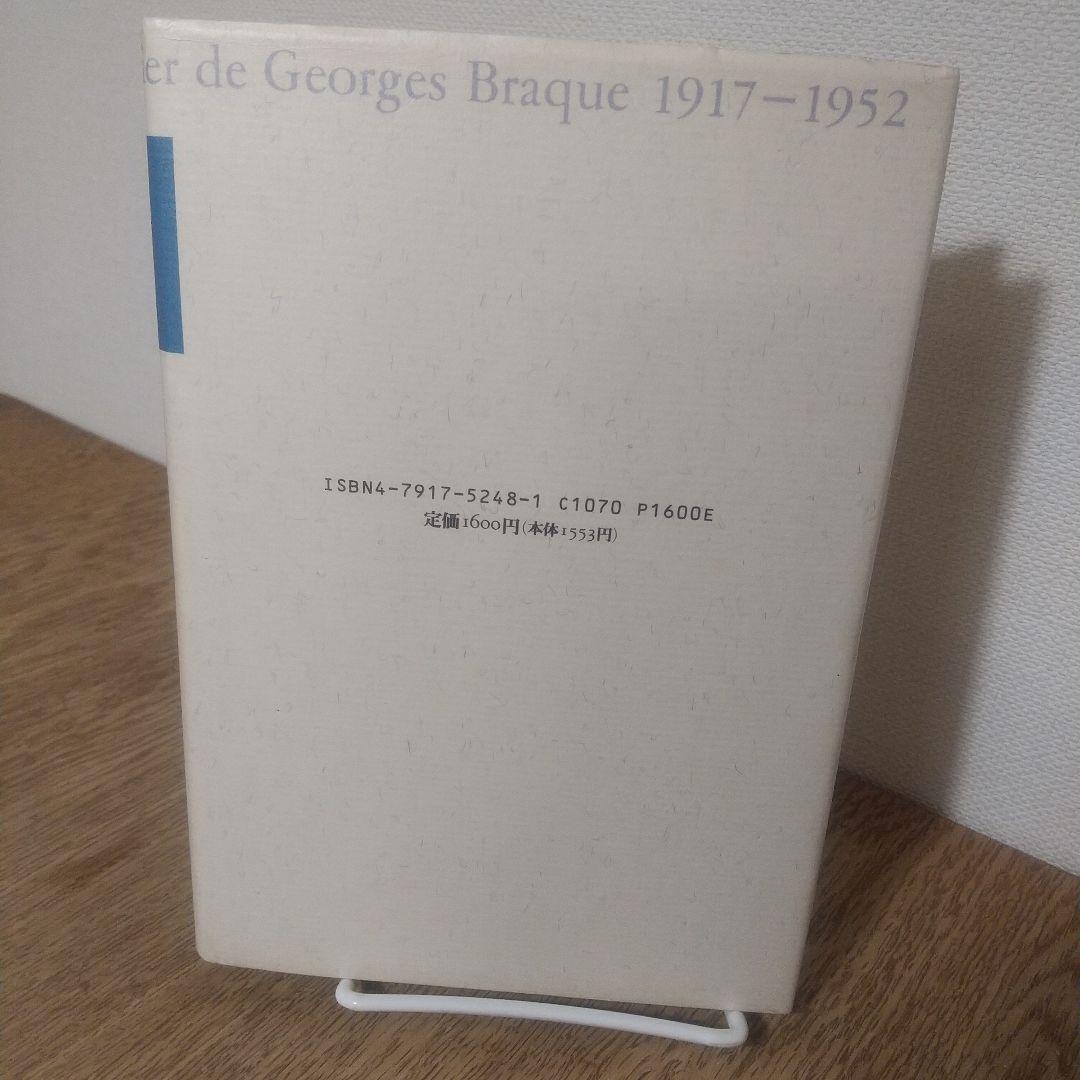 er de Georges Braque 1917–1952
ISBN4-7917-5248-1 C1070 P1600E
定価1600円(本体1553円)